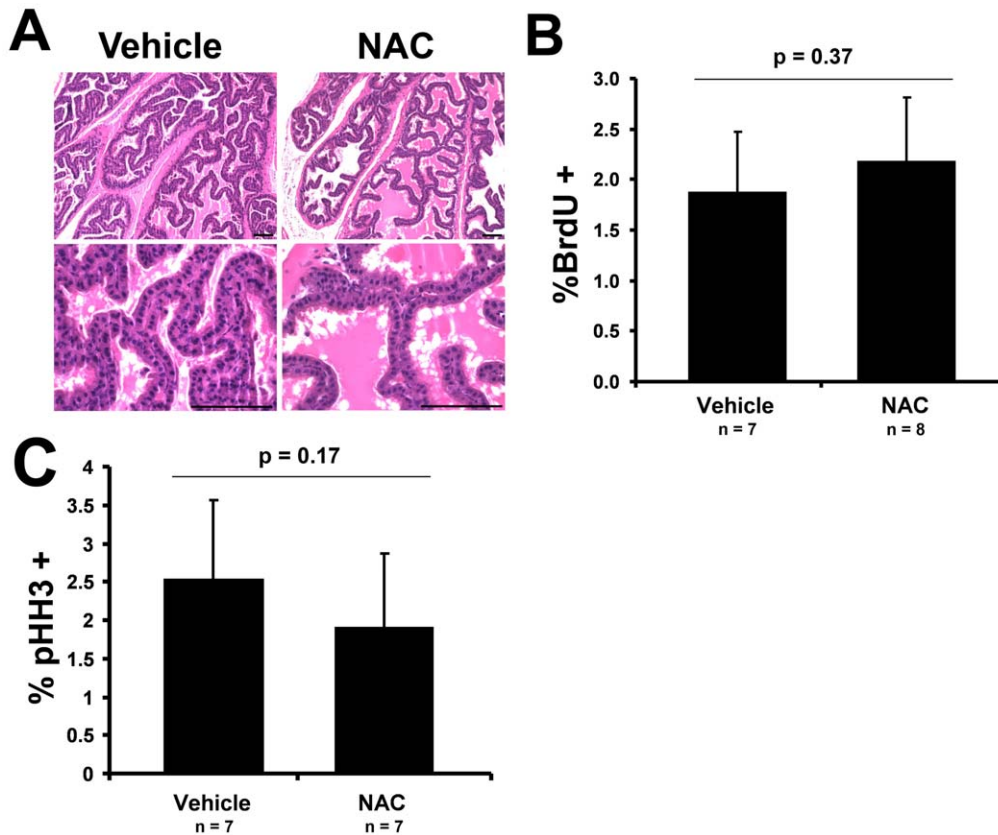 A
Vehicle NAC
B
p = 0.37
%BrdU +
3.0
2.5
2.0
1.5
1.0
0.5
0.0
Vehicle NAC
n = 7 n = 8
C
p = 0.17
% pHH3 +
4
3.5
3
2.5
2
1.5
1
0.5
0
Vehicle NAC
n = 7 n = 7